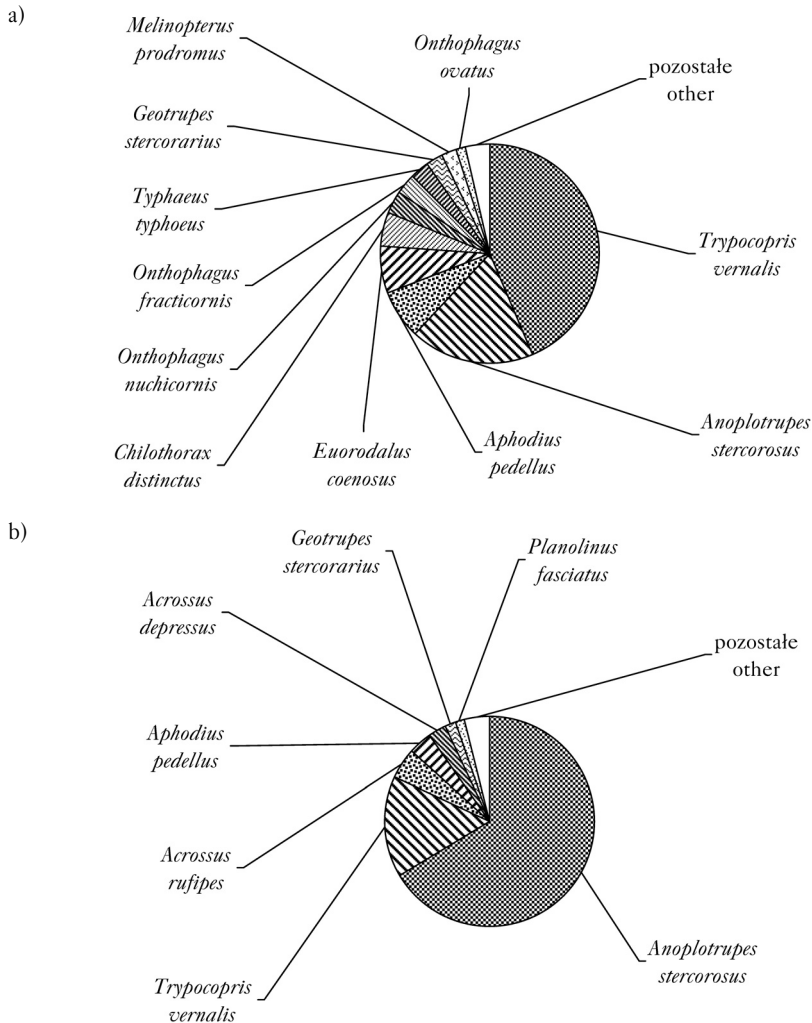 a)
Melinopterus
prodromus
Onthophagus
ovatus
pozostałe
other
Geotrupes
stercorarius
Typhaeus
typhoeus
Trypocopris
vernalis
Onthophagus
fracticornis
Onthophagus
nuchicornis
Anoplotrupes
stercorosus
Chilothorax
distinctus
Euorodalus
coenosus
Aphodius
pedellus
b)
Geotrupes
stercorarius
Planolinus
fasciatus
Acrossus
depressus
pozostałe
other
Aphodius
pedellus
Acrossus
rufipes
Anoplotrupes
stercorosus
Trypocopris
vernalis